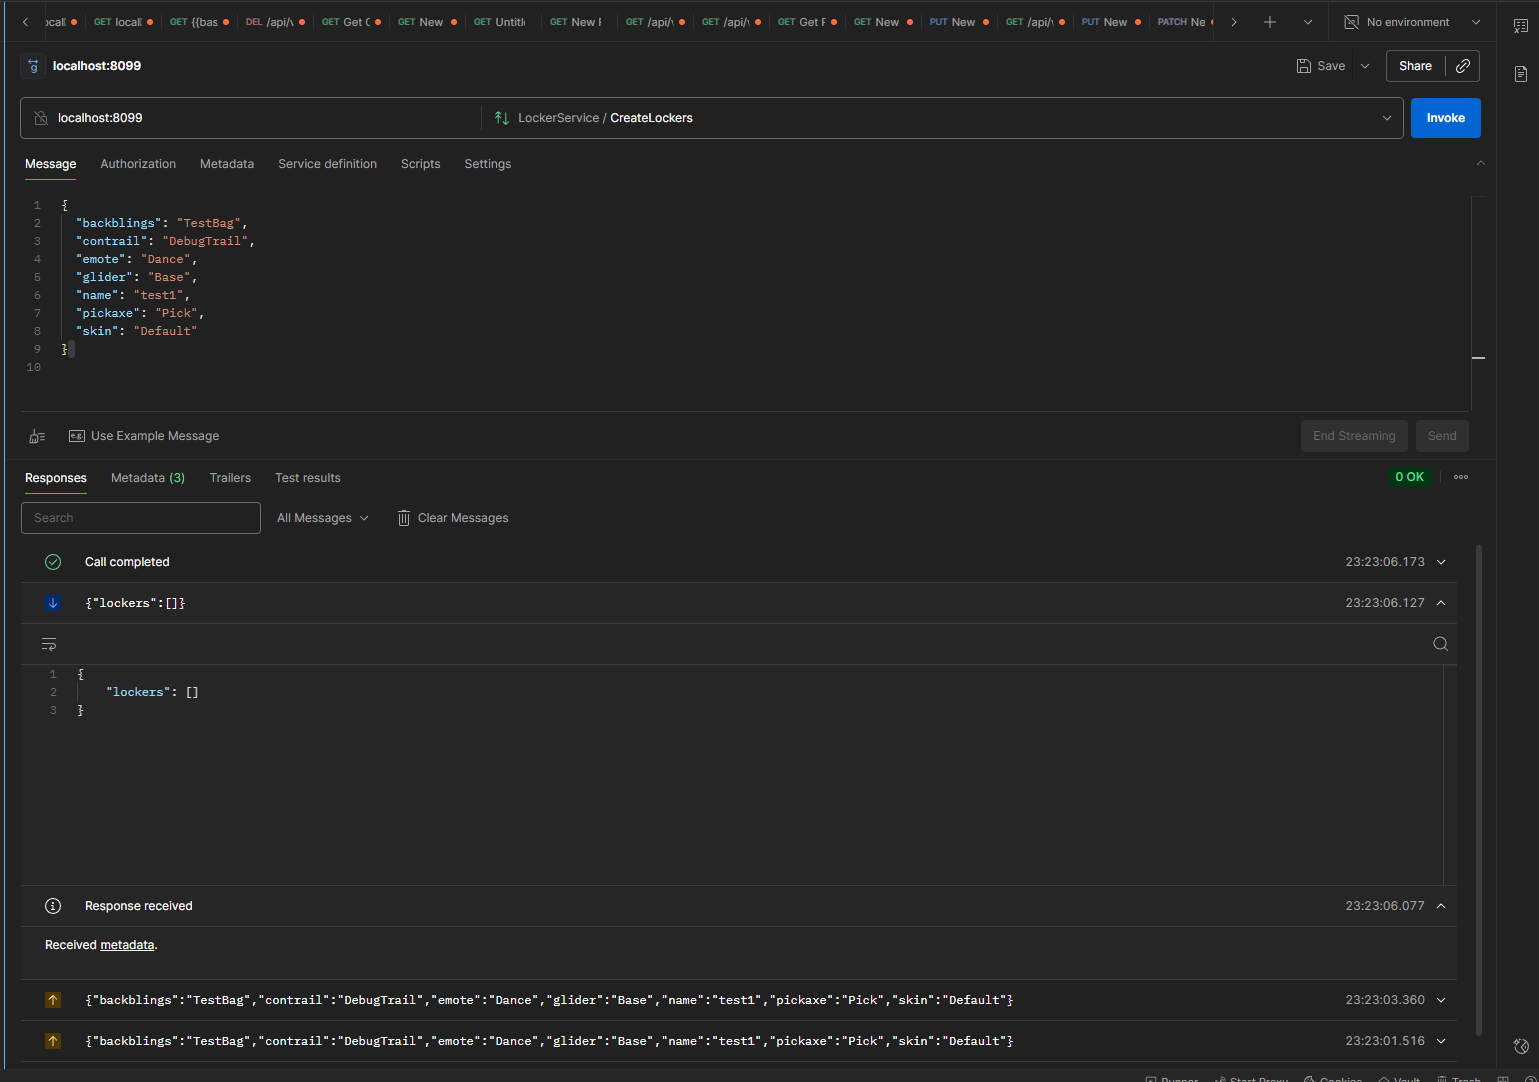 GET
GET {{bas
DEL /api/v
GET Get C
GET New
GET Untitl
GET New
GET /api/v
GET /api/v
GET Get
GET New
PUT New
GET /api/v
PUT New
PATCH Ne
No environment
localhost:8099
Save
Share
localhost:8099
LockerService / CreateLockers
Invoke
Message
Authorization
Metadata
Service definition
Scripts
Settings
1 {
2 "backblings": "TestBag",
3 "contrail": "DebugTrail",
4 "emote": "Dance",
5 "glider": "Base",
6 "name": "test1",
7 "pickaxe": "Pick",
8 "skin": "Default"
9 }
10
Use Example Message
End Streaming
Send
Responses
Metadata (3)
Trailers
Test results
0 OK
Search
All Messages
Clear Messages
Call completed
23:23:06.173
{"lockers":[]}
23:23:06.127
1 {
2 "lockers": []
3 }
Response received
23:23:06.077
Received metadata.
{"backblings":"TestBag","contrail":"DebugTrail","emote":"Dance","glider":"Base","name":"test1","pickaxe":"Pick","skin":"Default"}
23:23:03.360
{"backblings":"TestBag","contrail":"DebugTrail","emote":"Dance","glider":"Base","name":"test1","pickaxe":"Pick","skin":"Default"}
23:23:01.516
Runner
Start Proxy
Cookies
Vault
Trash